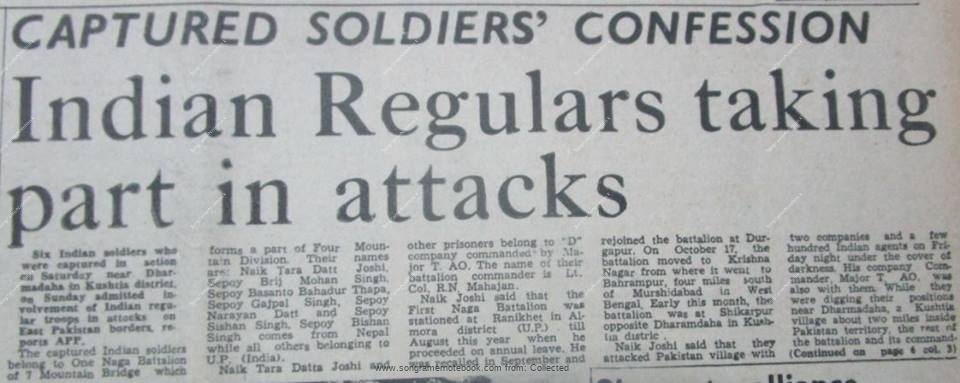 CAPTURED SOLDIERS' CONFESSION
Indian Regulars taking
part in attacks
Six Indian soldiers who
were captured in action
on Saturday near Dhar-
madaha in Kushtia district,
on Sunday admitted in-
volvement of Indian regu-
lar troops in attacks on
East Pakistan borders, re-
ports APP.
The captured Indian soldiers
belong to One Naga Battalion
of 7 Mountain Bridge which
forms a part of Four Moun-
tain Division. Their names
are: Naik Tara Datt Joshi,
Sepoy Brij Mohan Singh,
Sepoy Basanto Bahadur Thapa,
Sepoy Gajpal Singh, Sepoy
Narayan Datt and Sepoy
Sishan Singh, Sepoy Bishan
Singh comes from Nepal
while all others belonging to
U.P. (India).
Naik Tara Datta Joshi and
other prisoners belong to "D"
company commanded by Ma-
jor T. AO. The name of their
battalion commander is Lt.
Col. R.N. Mahajan.
Naik Joshi said that the
First Naga Battalion was
stationed at Ranikhet in Al-
mora district (U.P.) till
August this year when he
proceeded on annual leave. He
was recalled in September and
rejoined the battalion at Dur-
gapur. On October 17, the
battalion moved to Krishna
Nagar from where it went to
Bahrampur, four miles south
of Murshidabad in West
Bengal. Early this month, the
battalion was at Shikarpur
opposite Dharamdaha in Kush-
tia distric .
Naik Joshi said that they
attacked Pakistan village with
two companies and a few
hundred Indian agents on Fri-
day night under the cover of
darkness. His company Com-
mander, Major T. AO, was
also with them. While they
were digging their positions
near Dharmadaha, a Kushtia
village about two miles inside
Pakistan territory, the rest of
the battalion and its command-
(Continued on page 6 col. 3)
www.songramernotebook.com from: Collected